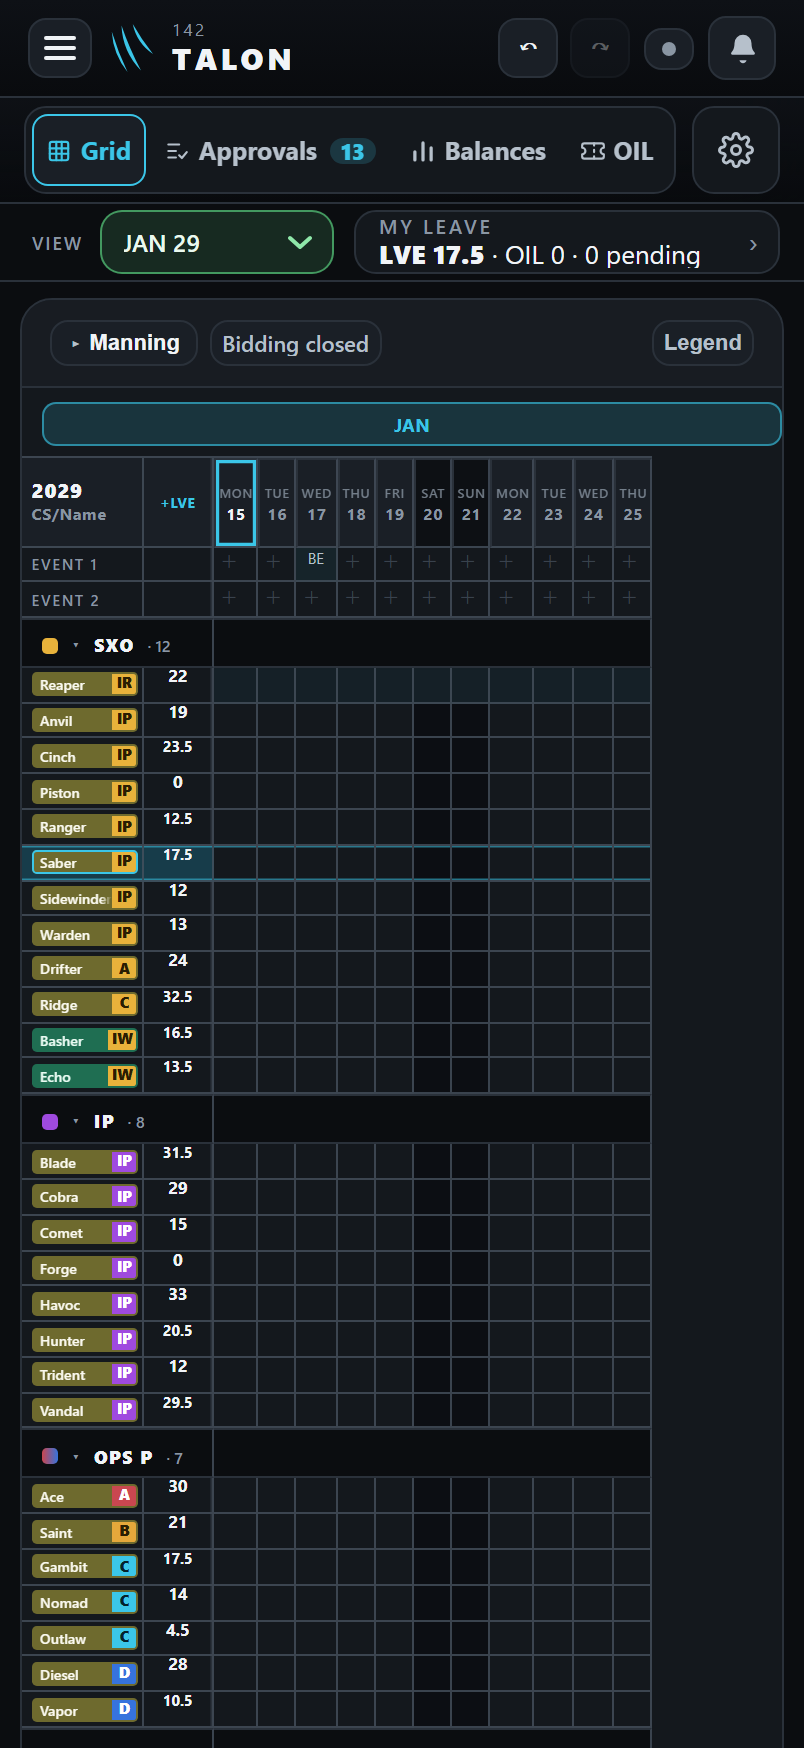 142
TALON
Grid
Approvals 13
Balances
OIL
VIEW
JAN 29
MY LEAVE
LVE 17.5 · OIL 0 · 0 pending
Manning
Bidding closed
Legend
JAN
2029
CS/Name
+LVE
MON 15
TUE 16
WED 17
THU 18
FRI 19
SAT 20
SUN 21
MON 22
TUE 23
WED 24
THU 25
EVENT 1 + + BE + + + + + + + +
EVENT 2 + + + + + + + + + + +
SXO · 12
Reaper IR 22
Anvil IP 19
Cinch IP 23.5
Piston IP 0
Ranger IP 12.5
Saber IP 17.5
Sidewinder IP 12
Warden IP 13
Drifter A 24
Ridge C 32.5
Basher IW 16.5
Echo IW 13.5
IP · 8
Blade IP 31.5
Cobra IP 29
Comet IP 15
Forge IP 0
Havoc IP 33
Hunter IP 20.5
Trident IP 12
Vandal IP 29.5
OPS P · 7
Ace A 30
Saint B 21
Gambit C 17.5
Nomad C 14
Outlaw C 4.5
Diesel D 28
Vapor D 10.5